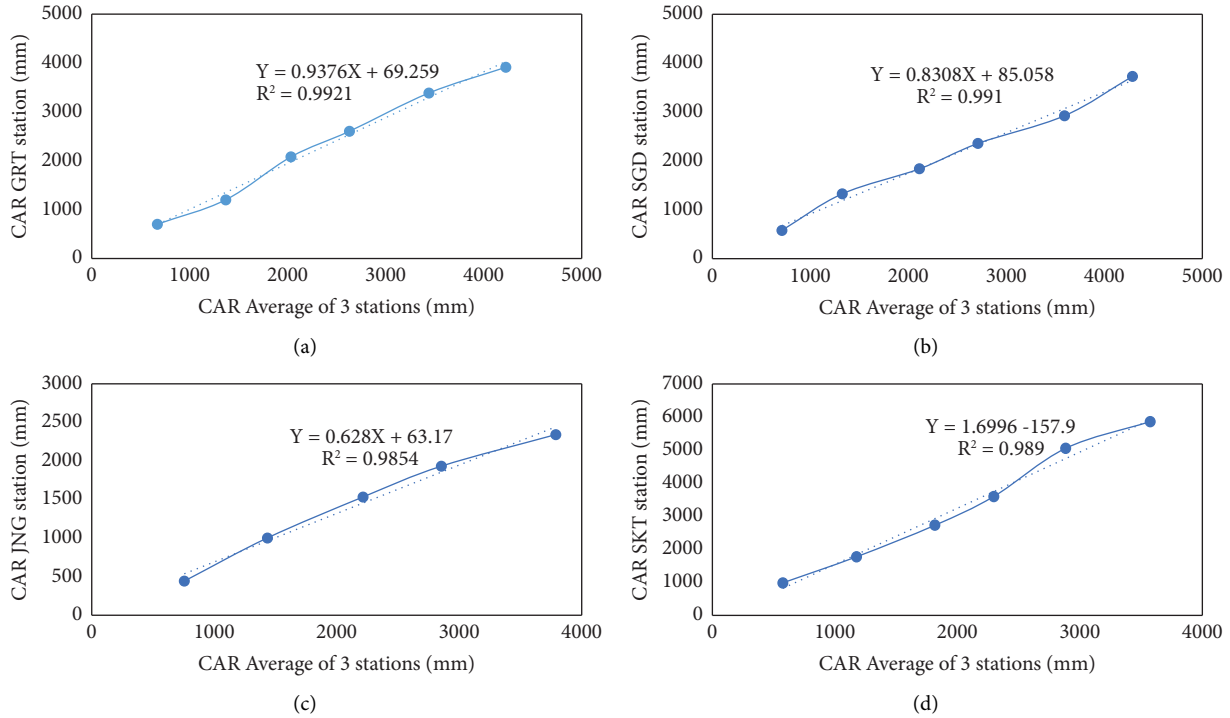 CAR GRT station (mm)
5000
4000
3000
2000
1000
0
Y = 0.9376X + 69.259
R² = 0.9921
0 1000 2000 3000 4000 5000
CAR Average of 3 stations (mm)
(a)
CAR SGD station (mm)
5000
4000
3000
2000
1000
0
Y = 0.8308X + 85.058
R² = 0.991
0 1000 2000 3000 4000 5000
CAR Average of 3 stations (mm)
(b)
CAR JNG station (mm)
3000
2500
2000
1500
1000
500
0
Y = 0.628X + 63.17
R² = 0.9854
0 1000 2000 3000 4000
CAR Average of 3 stations (mm)
(c)
CAR SKT station (mm)
7000
6000
5000
4000
3000
2000
1000
0
Y = 1.6996 -157.9
R² = 0.989
0 1000 2000 3000 4000
CAR Average of 3 stations (mm)
(d)